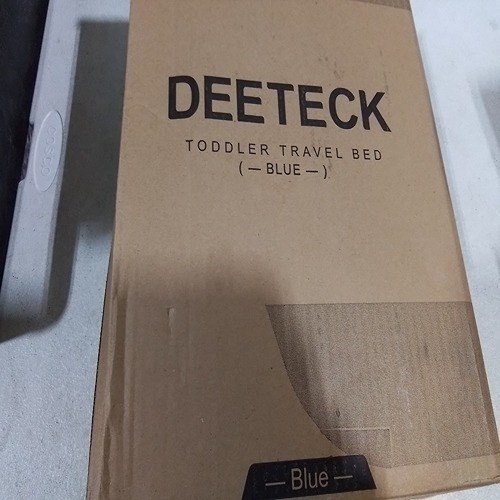 DEETECK
TODDLER TRAVEL BED
(— BLUE —)
— Blue —